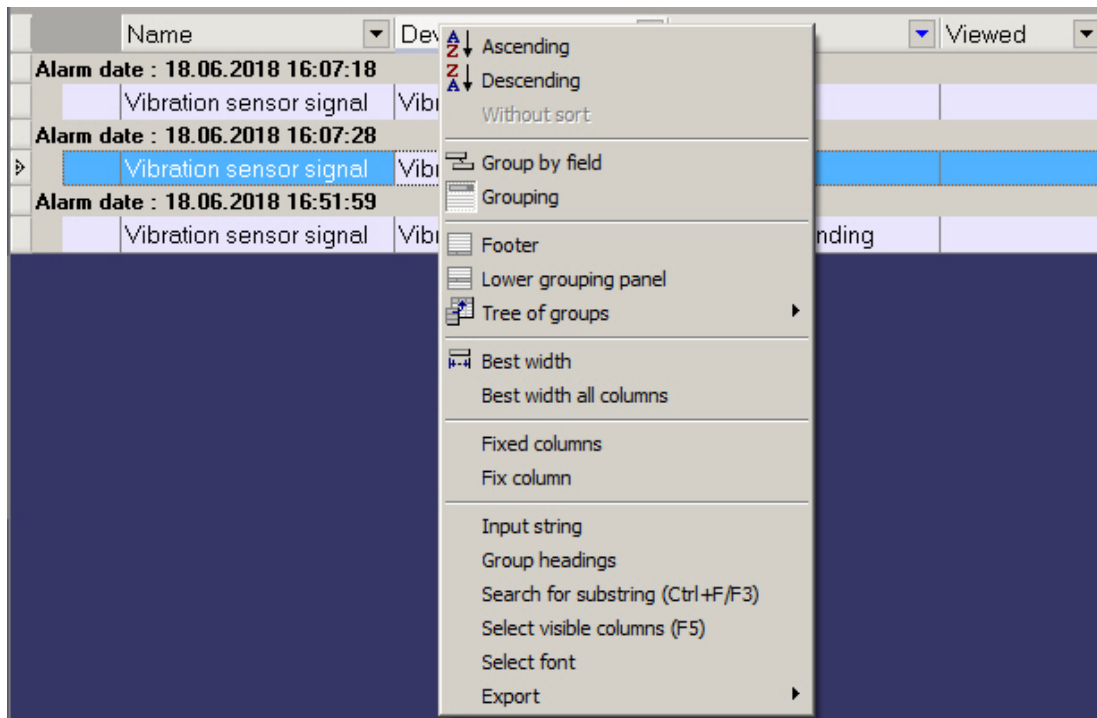 Name Dev Viewed
Alarm date : 18.06.2018 16:07:18
Vibration sensor signal Vib
Alarm date : 18.06.2018 16:07:28
Vibration sensor signal Vib
Alarm date : 18.06.2018 16:51:59
Vibration sensor signal Vib nding
Ascending
Descending
Without sort
Group by field
Grouping
Footer
Lower grouping panel
Tree of groups
Best width
Best width all columns
Fixed columns
Fix column
Input string
Group headings
Search for substring (Ctrl+F/F3)
Select visible columns (F5)
Select font
Export